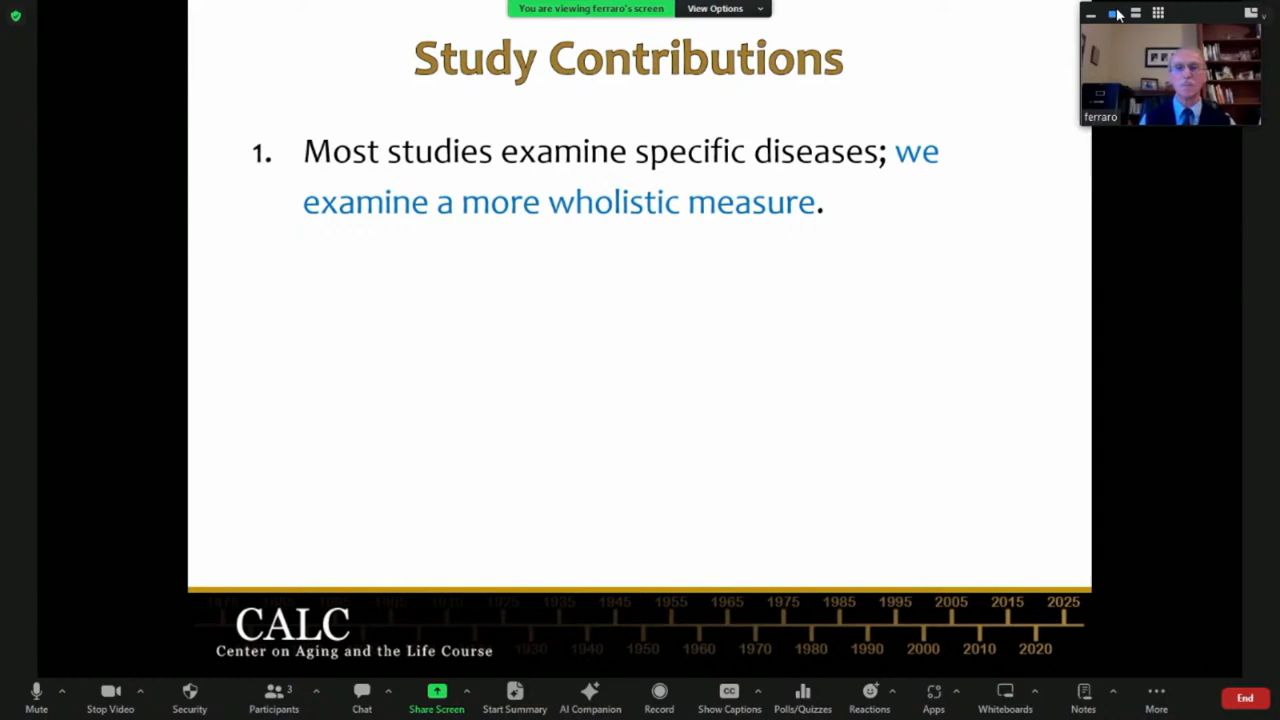 You are viewing ferraro's screen
View Options
Study Contributions
ferraro
1. Most studies examine specific diseases; we
examine a more wholistic measure.
1925 1935 1945 1955 1965 1975 1985 1995 2005 2015 2025
CALC
Center on Aging and the Life Course
1930 1940 1950 1960 1970 1980 1990 2000 2010 2020
3
Mute
Stop Video
Security
Participants
Chat
Share Screen
Start Summary
AI Companion
Record
CC
Show Captions
Polls/Quizzes
Reactions
Apps
Whiteboards
Notes
More
End